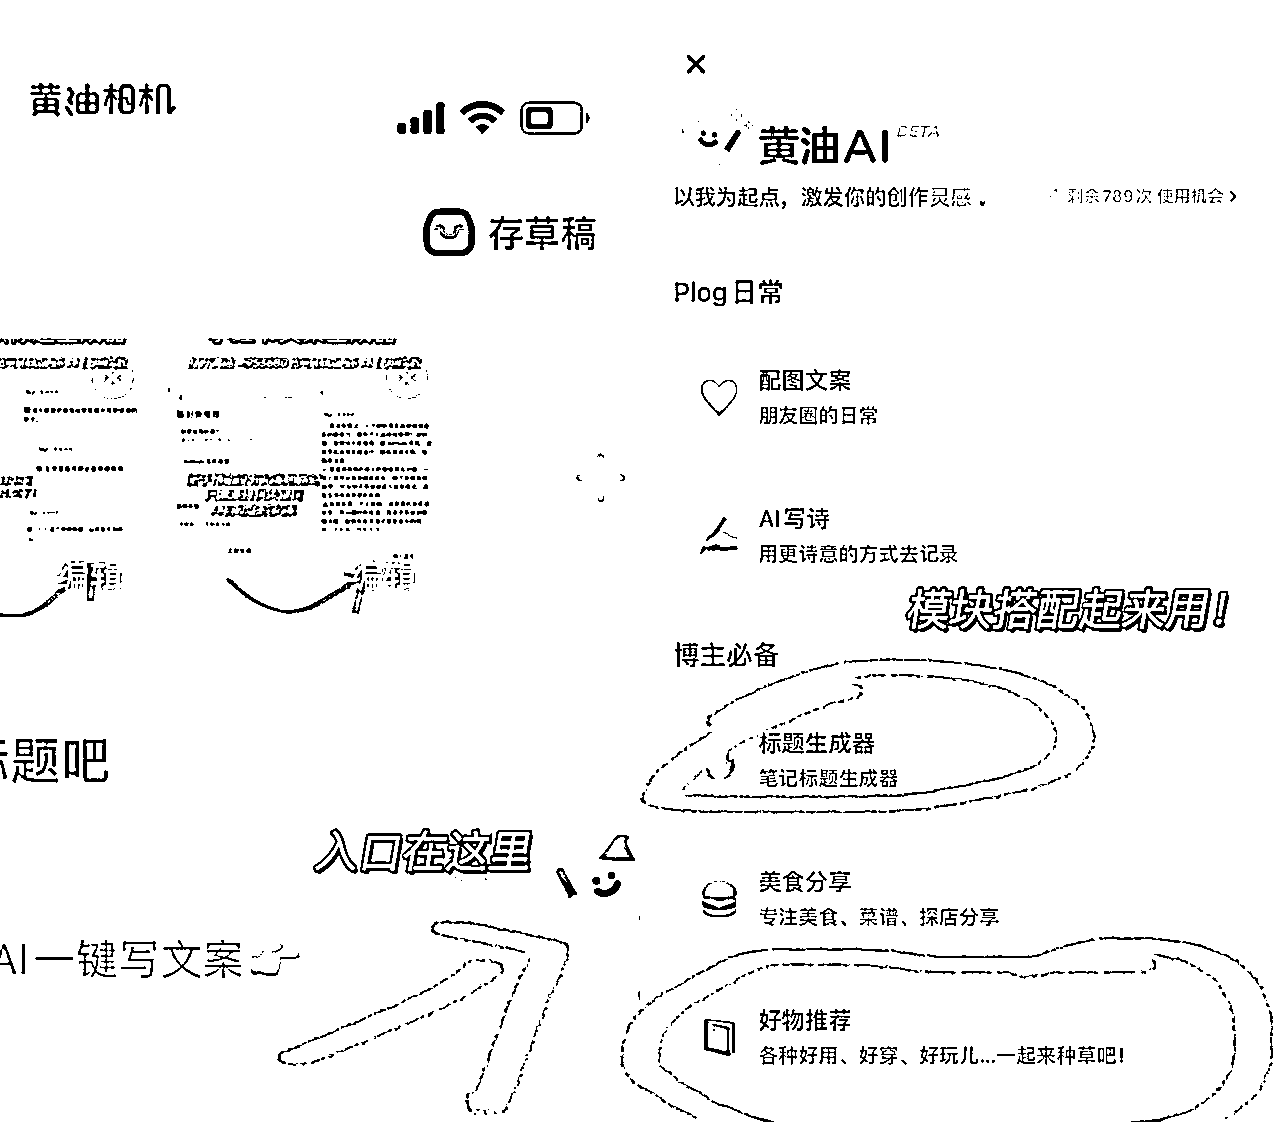 黄油相机
存草稿
编辑
编辑
题吧
入口在这里
AI一键写文案👉
黄油AI BETA
以我为起点，激发你的创作灵感。
剩余789次 使用机会 >
Plog日常
配图文案
朋友圈的日常
AI写诗
用更诗意的方式去记录
模块搭配起来用！
博主必备
标题生成器
笔记标题生成器
美食分享
专注美食、菜谱、探店分享
好物推荐
各种好用、好穿、好玩儿...一起来种草吧！